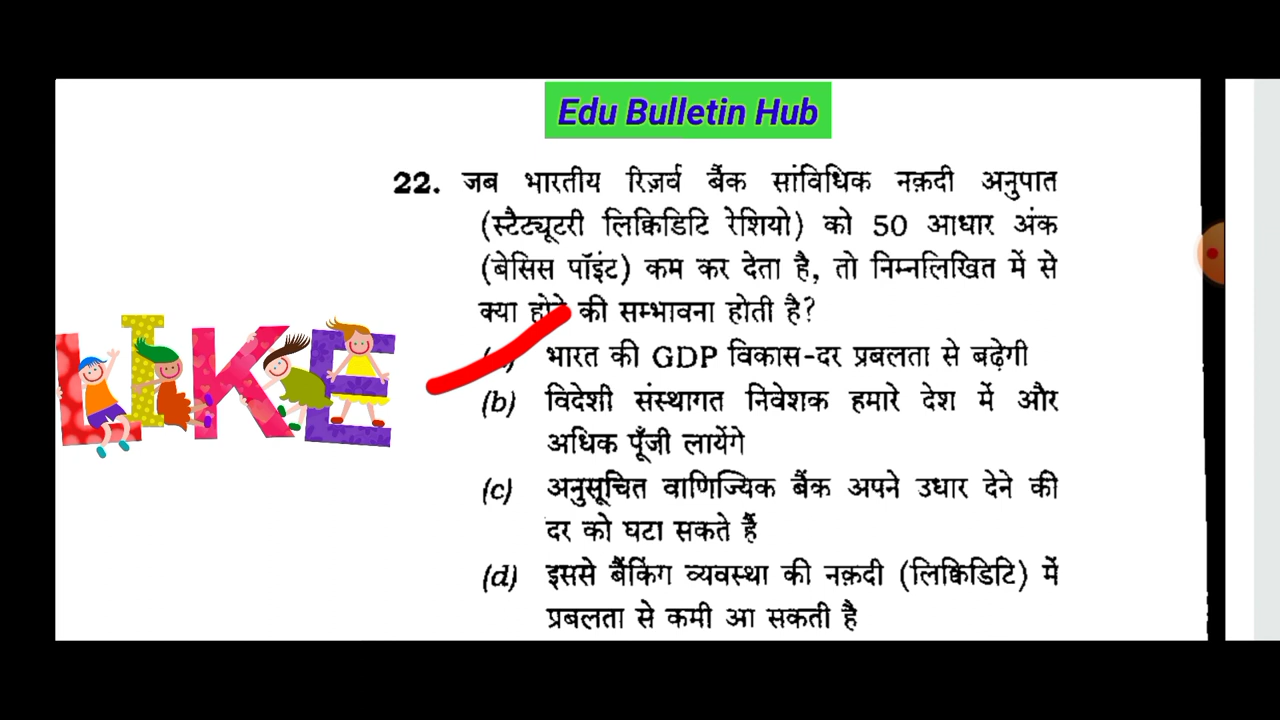 Edu Bulletin Hub
22. जब भारतीय रिज़र्व बैंक सांविधिक नक़दी अनुपात
(स्टैट्यूटरी लिक्विडिटि रेशियो) को 50 आधार अंक
(बेसिस पॉइंट) कम कर देता है, तो निम्नलिखित में से
क्या की सम्भावना होती है?
भारत की GDP विकास-दर प्रबलता से बढ़ेगी
(b) विदेशी संस्थागत निवेशक हमारे देश में और
अधिक पूँजी लायेंगे
(c) अनुसूचित वाणिज्यिक बैंक अपने उधार देने की
दर को घटा सकते हैं
(d) इससे बैंकिंग व्यवस्था की नक़दी (लिक्विडिटि) में
प्रबलता से कमी आ सकती है
LIKE